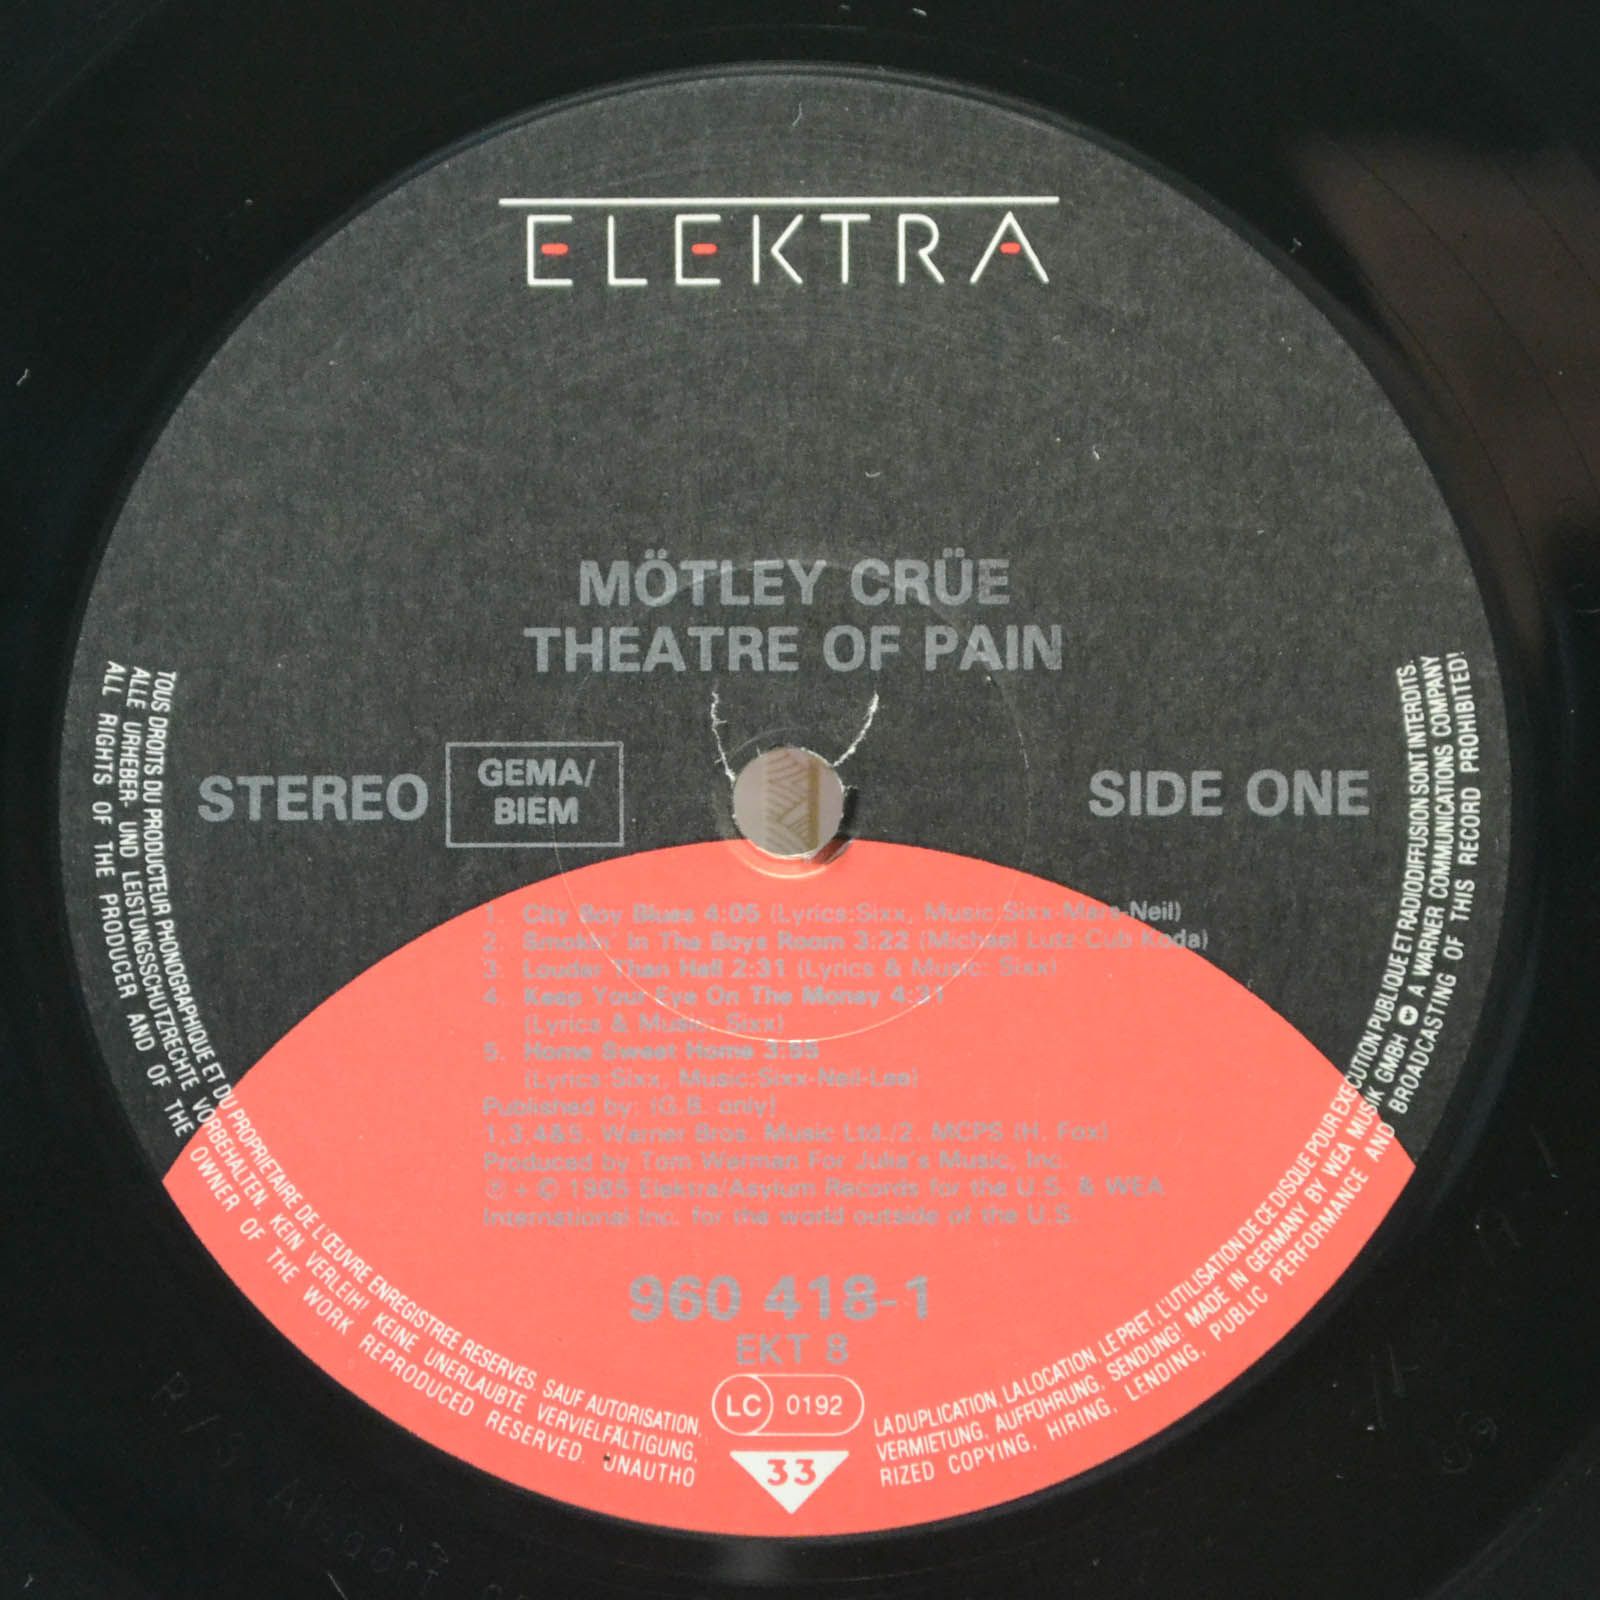 ELEKTRA
MÖTLEY CRÜE
THEATRE OF PAIN
STEREO
GEMA/
BIEM
SIDE ONE
1. City Boy Blues 4:05 (Lyrics:Sixx, Music:Sixx-Mars-Neil)
2. Smokin' In The Boys Room 3:22 (Michael Lutz-Cub Koda)
3. Louder Than Hell 2:31 (Lyrics & Music: Sixx)
4. Keep Your Eye On The Money 4:31
(Lyrics & Music: Sixx)
5. Home Sweet Home 3:55
(Lyrics:Sixx, Music:Sixx-Neil-Lee)
Published by: (G.B. only)
1,3,4&5. Warner Bros. Music Ltd./2. MCPS (H. Fox)
Produced by Tom Werman For Julia's Music, Inc.
℗ + © 1985 Elektra/Asylum Records for the U.S. & WEA
International Inc. for the world outside of the U.S.
960 418-1
EKT 8
LC 0192
33
TOUS DROITS DU PRODUCTEUR PHONOGRAPHIQUE ET DU PROPRIETAIRE DE L'ŒUVRE ENREGISTREE RESERVES. SAUF AUTORISATION, LA DUPLICATION, LA LOCATION, LE PRET, L'UTILISATION DE CE DISQUE POUR EXECUTION PUBLIQUE ET RADIODIFFUSION SONT INTERDITS.
ALLE URHEBER- UND LEISTUNGSSCHUTZRECHTE VORBEHALTEN. KEIN VERLEIH! KEINE UNERLAUBTE VERVIELFÄLTIGUNG, VERMIETUNG, AUFFÜHRUNG, SENDUNG! MADE IN GERMANY BY WEA MUSIK GMBH A WARNER COMMUNICATIONS COMPANY
ALL RIGHTS OF THE PRODUCER AND OF THE OWNER OF THE WORK REPRODUCED RESERVED. UNAUTHORIZED COPYING, HIRING, LENDING, PUBLIC PERFORMANCE AND BROADCASTING OF THIS RECORD PROHIBITED!